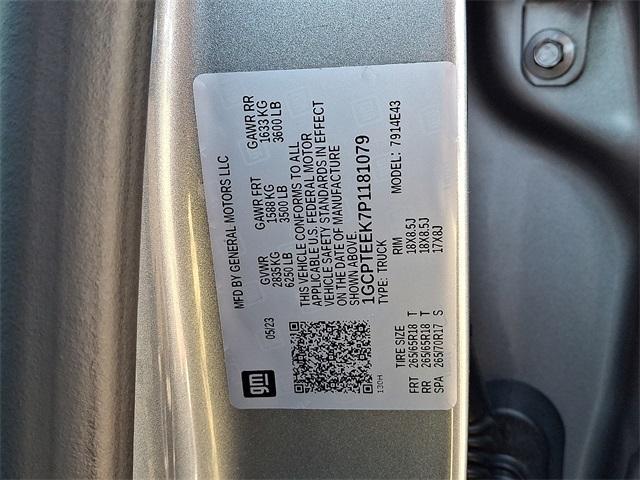 gm
MFD BY GENERAL MOTORS LLC
05/23
GVWR GAWR FRT GAWR RR
2835 KG 1588 KG 1633 KG
6250 LB 3500 LB 3600 LB
THIS VEHICLE CONFORMS TO ALL
APPLICABLE U.S. FEDERAL MOTOR
VEHICLE SAFETY STANDARDS IN EFFECT
ON THE DATE OF MANUFACTURE
SHOWN ABOVE.
1GCPTEEK7P1181079
TYPE: TRUCK MODEL: 7914E43
130H
TIRE SIZE RIM
FRT 265/65R18 T 18X8.5J
RR 265/65R18 T 18X8.5J
SPA 265/70R17 S 17X8J